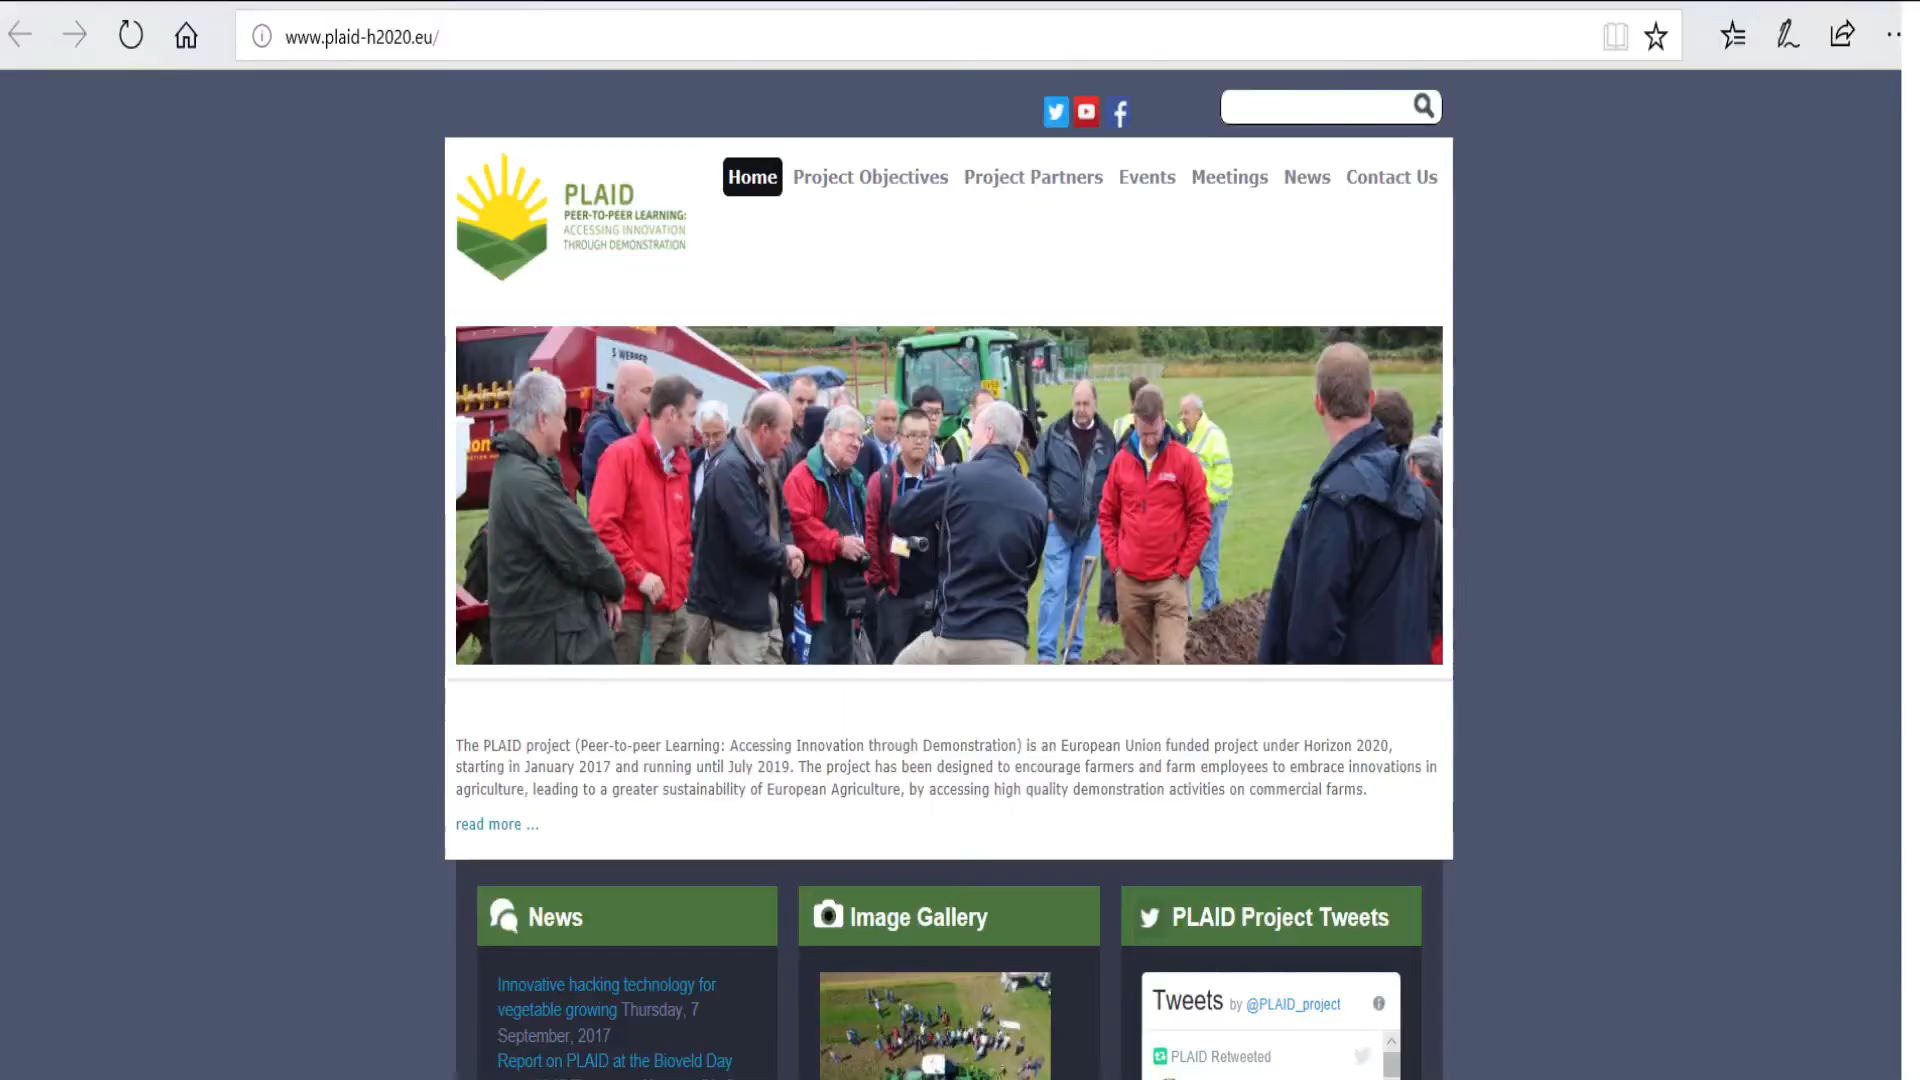 www.plaid-h2020.eu/
PLAID
PEER-TO-PEER LEARNING:
ACCESSING INNOVATION
THROUGH DEMONSTRATION
Home Project Objectives Project Partners Events Meetings News Contact Us
S WEBBER
The PLAID project (Peer-to-peer Learning: Accessing Innovation through Demonstration) is an European Union funded project under Horizon 2020,
starting in January 2017 and running until July 2019. The project has been designed to encourage farmers and farm employees to embrace innovations in
agriculture, leading to a greater sustainability of European Agriculture, by accessing high quality demonstration activities on commercial farms.
read more ...
News
Innovative hacking technology for
vegetable growing Thursday, 7
September, 2017
Report on PLAID at the Bioveld Day
Image Gallery
PLAID Project Tweets
Tweets by @PLAID_project
PLAID Retweeted